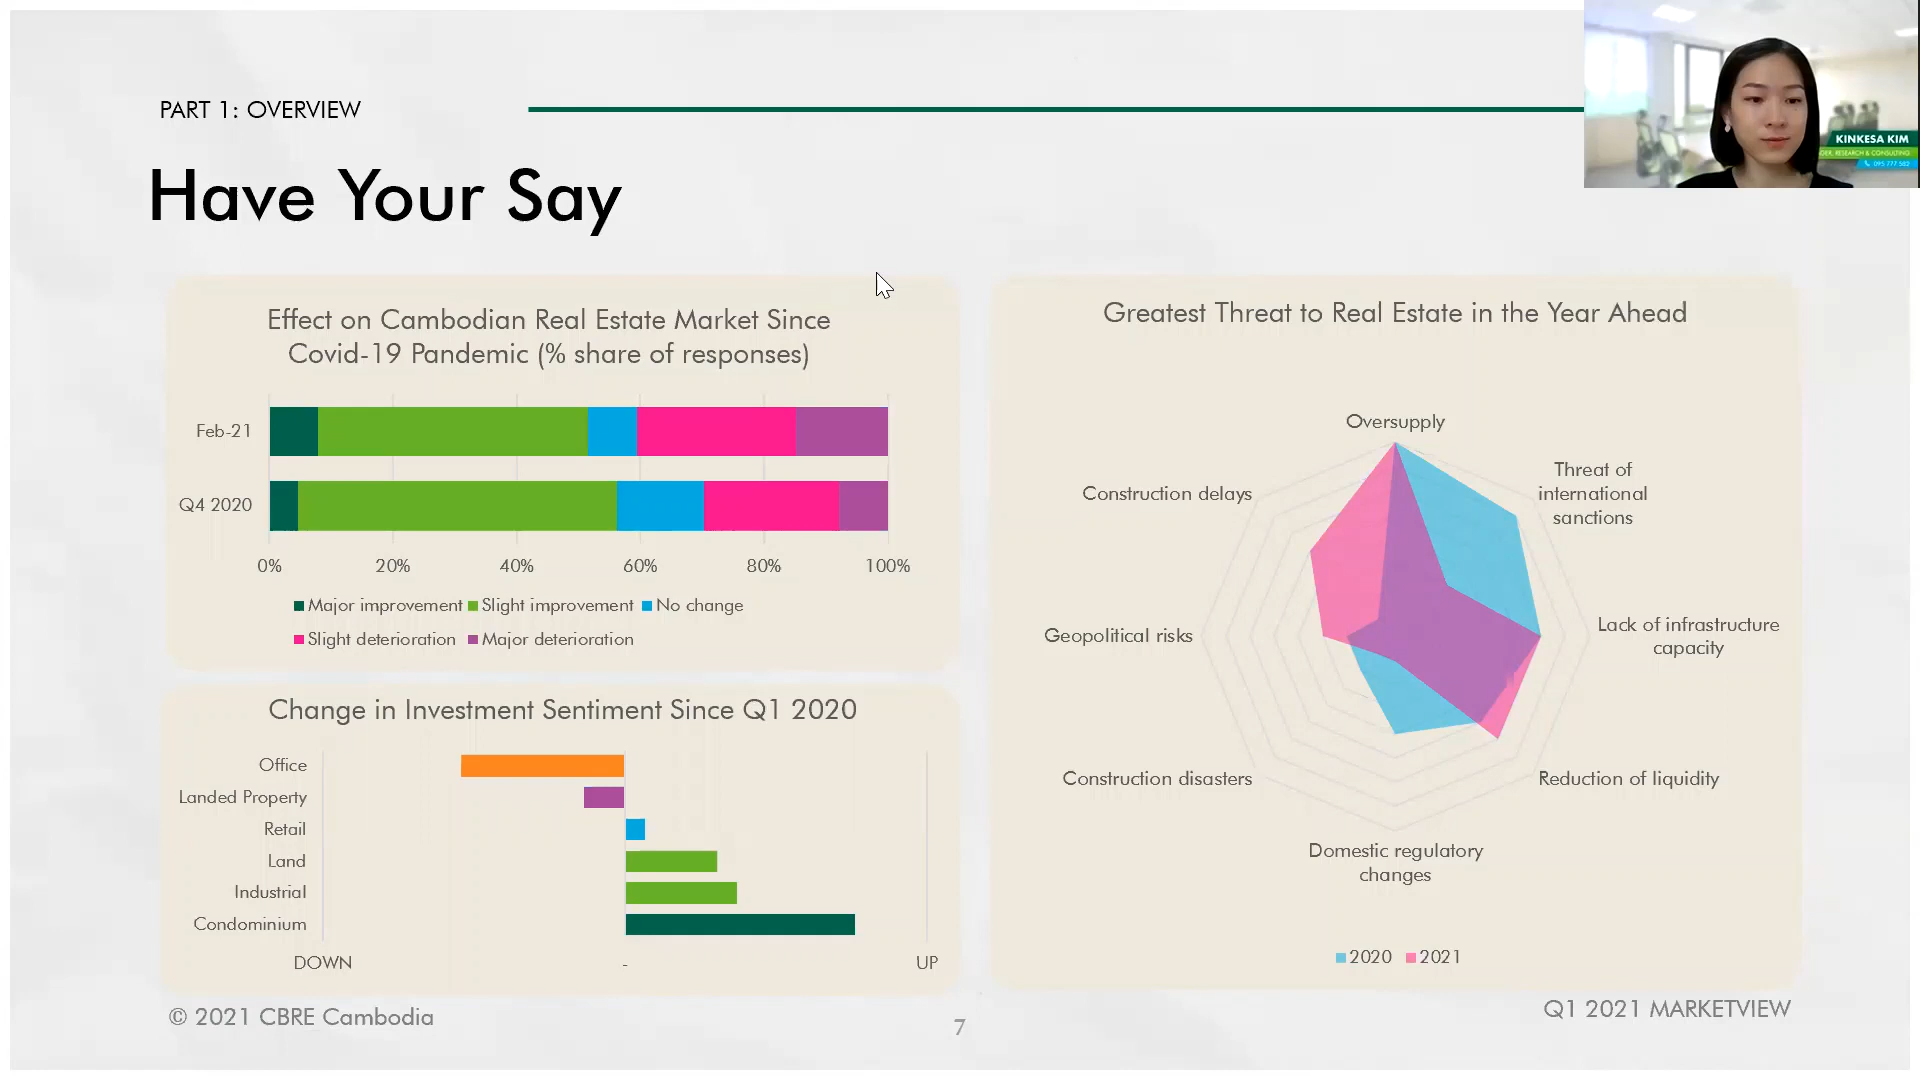 PART 1: OVERVIEW
Have Your Say
KINKESA KIM
RESEARCH & CONSULTING
095 777 562
Effect on Cambodian Real Estate Market Since
Covid-19 Pandemic (% share of responses)
Feb-21
Q4 2020
0% 20% 40% 60% 80% 100%
Major improvement Slight improvement No change
Slight deterioration Major deterioration
Change in Investment Sentiment Since Q1 2020
Office
Landed Property
Retail
Land
Industrial
Condominium
DOWN - UP
Greatest Threat to Real Estate in the Year Ahead
Oversupply
Threat of
international
sanctions
Lack of infrastructure
capacity
Reduction of liquidity
Domestic regulatory
changes
Construction disasters
Geopolitical risks
Construction delays
2020 2021
© 2021 CBRE Cambodia
7
Q1 2021 MARKETVIEW